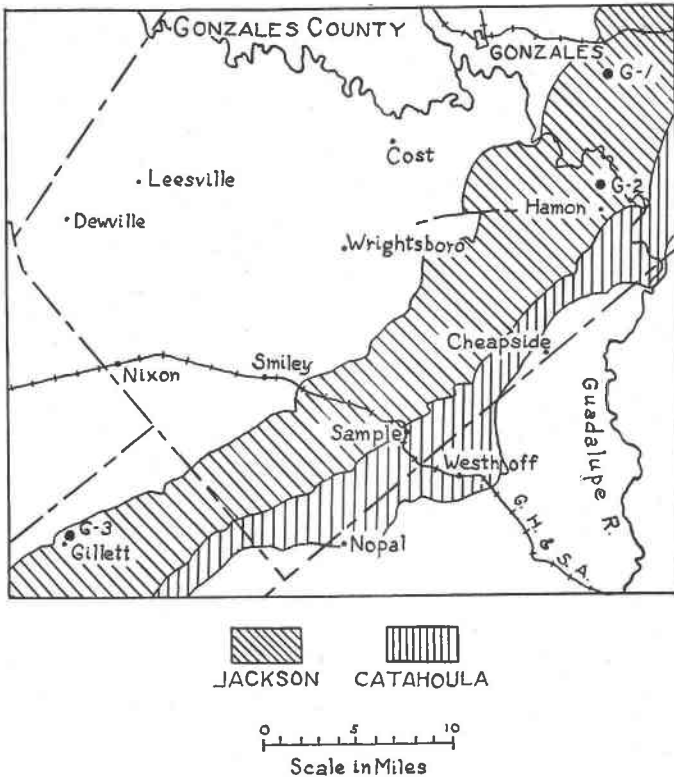 GONZALES COUNTY
GONZALES
G-1
Cost
Leesville
G-2
Dewville
Hamon
Wrightsboro
Cheapside
Smiley
Nixon
Guadalupe R.
Sample
Westhoff
G-3
Gillett
Nopal
G. H. & S. A.
JACKSON
CATAHOULA
0 5 10
Scale in Miles